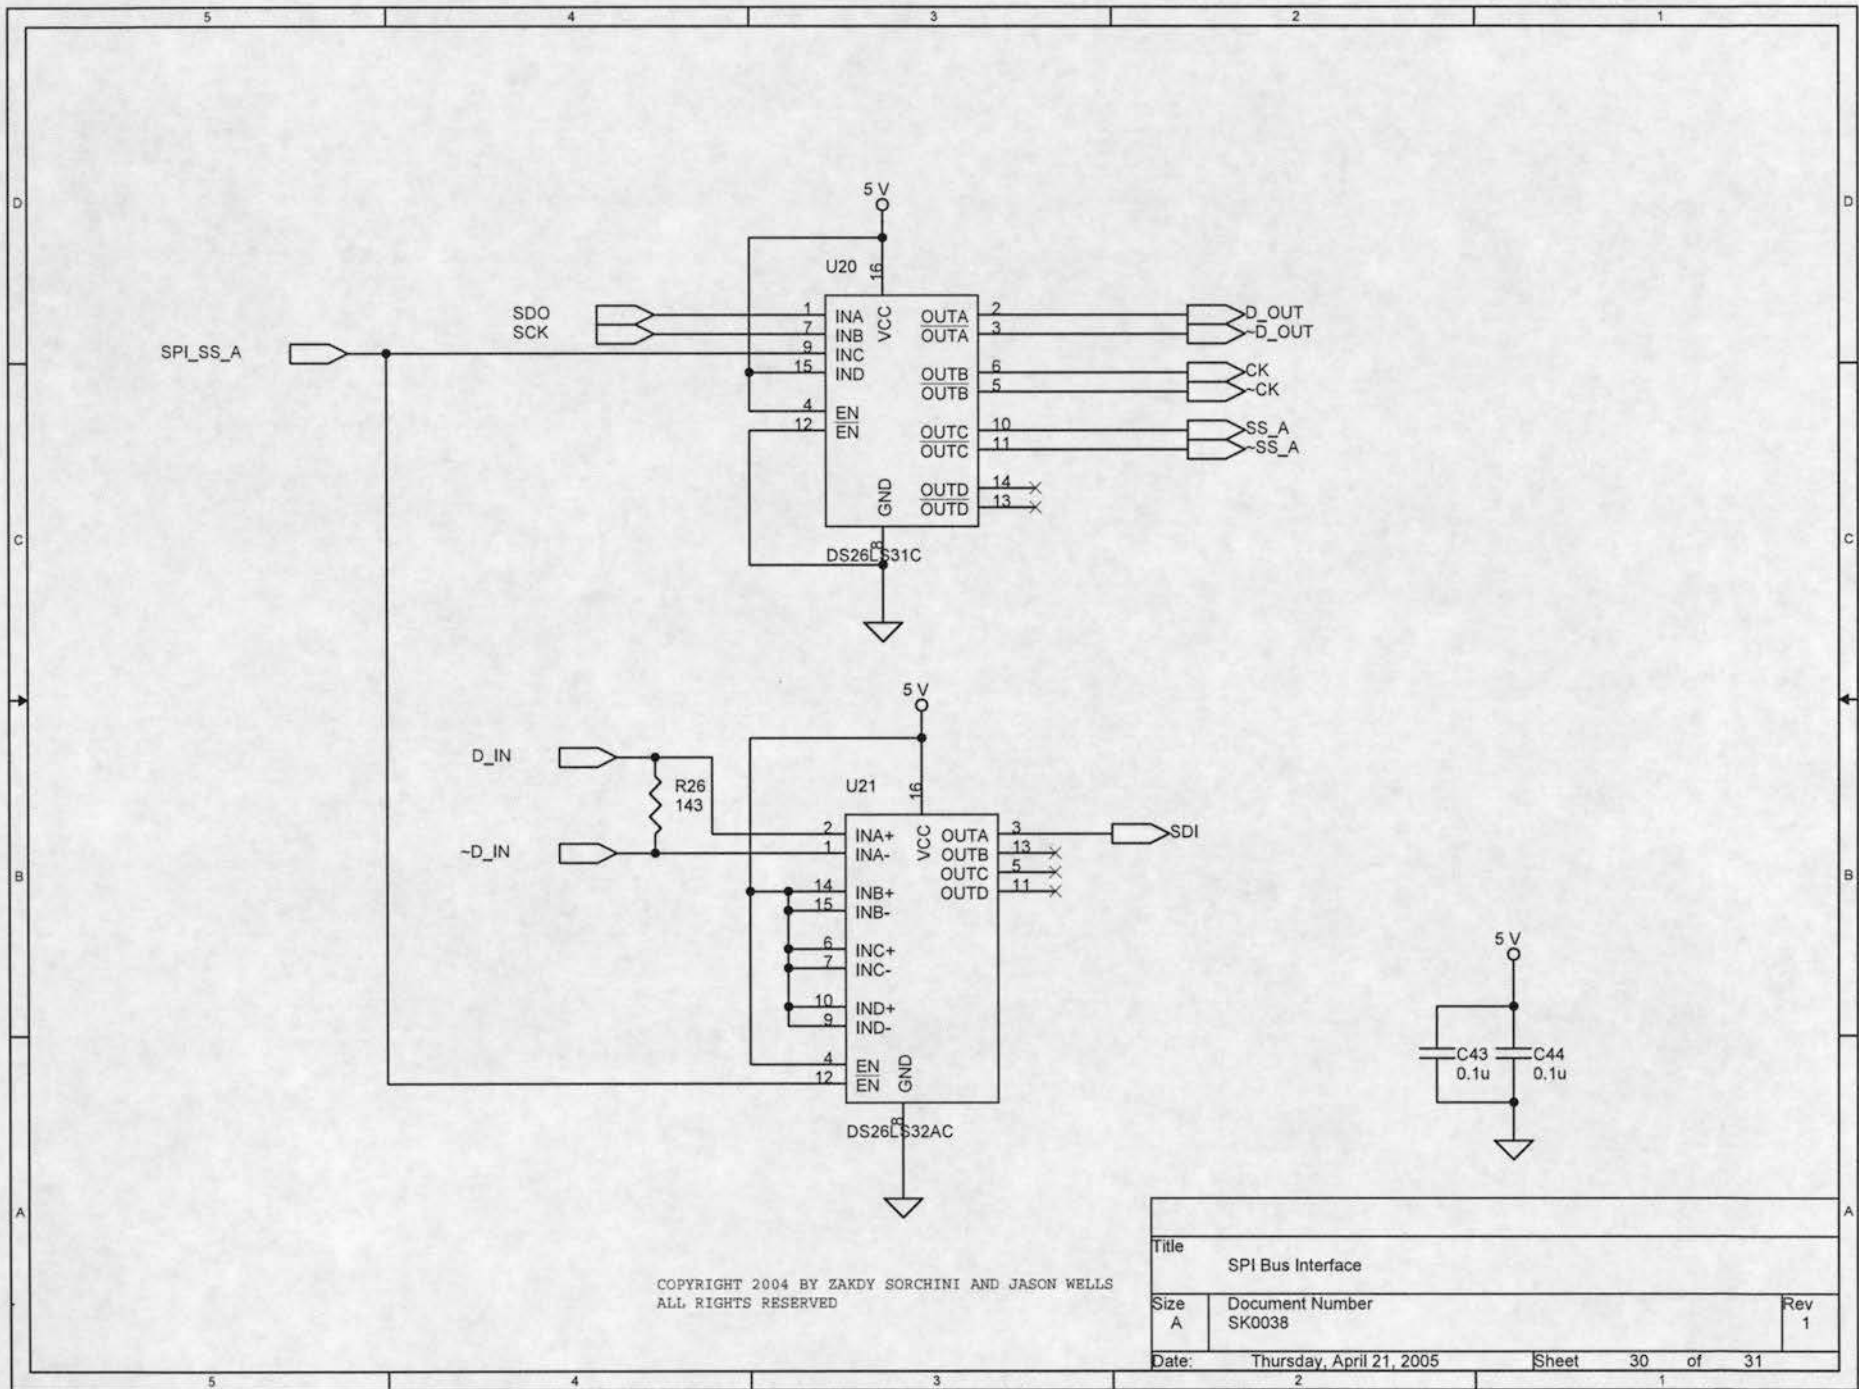 5 4 3 2 1
D D
5 V
U20
16
SDO 1 INA VCC OUTA 2 D_OUT
SCK 7 INB OUTA 3 ~D_OUT
SPI_SS_A 9 INC
15 IND OUTB 6 CK
OUTB 5 ~CK
4 EN
12 EN OUTC 10 SS_A
OUTC 11 ~SS_A
GND OUTD 14
OUTD 13
C C
8
DS26LS31C
5 V
D_IN
U21
R26
143
16
2 INA+ VCC OUTA 3 SDI
~D_IN 1 INA- OUTB 13
OUTC 5
B B
14 INB+ OUTD 11
15 INB-
6 INC+
7 INC-
10 IND+
9 IND-
4 EN GND
12 EN
8
DS26LS32AC
5 V
C43 C44
0.1u 0.1u
A A
Title
SPI Bus Interface
COPYRIGHT 2004 BY ZAKDY SORCHINI AND JASON WELLS
ALL RIGHTS RESERVED
Size Document Number Rev
A SK0038 1
Date: Thursday, April 21, 2005 Sheet 30 of 31
5 4 3 2 1